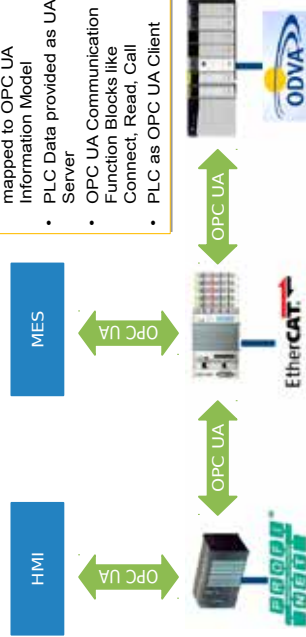 mapped to OPC UA
Information Model
• PLC Data provided as UA
Server
• OPC UA Communication
Function Blocks like
Connect, Read, Call
• PLC as OPC UA Client
HMI
MES
OPC UA
OPC UA
OPC UA
OPC UA
PROFI
NET
EtherCAT
ODVA